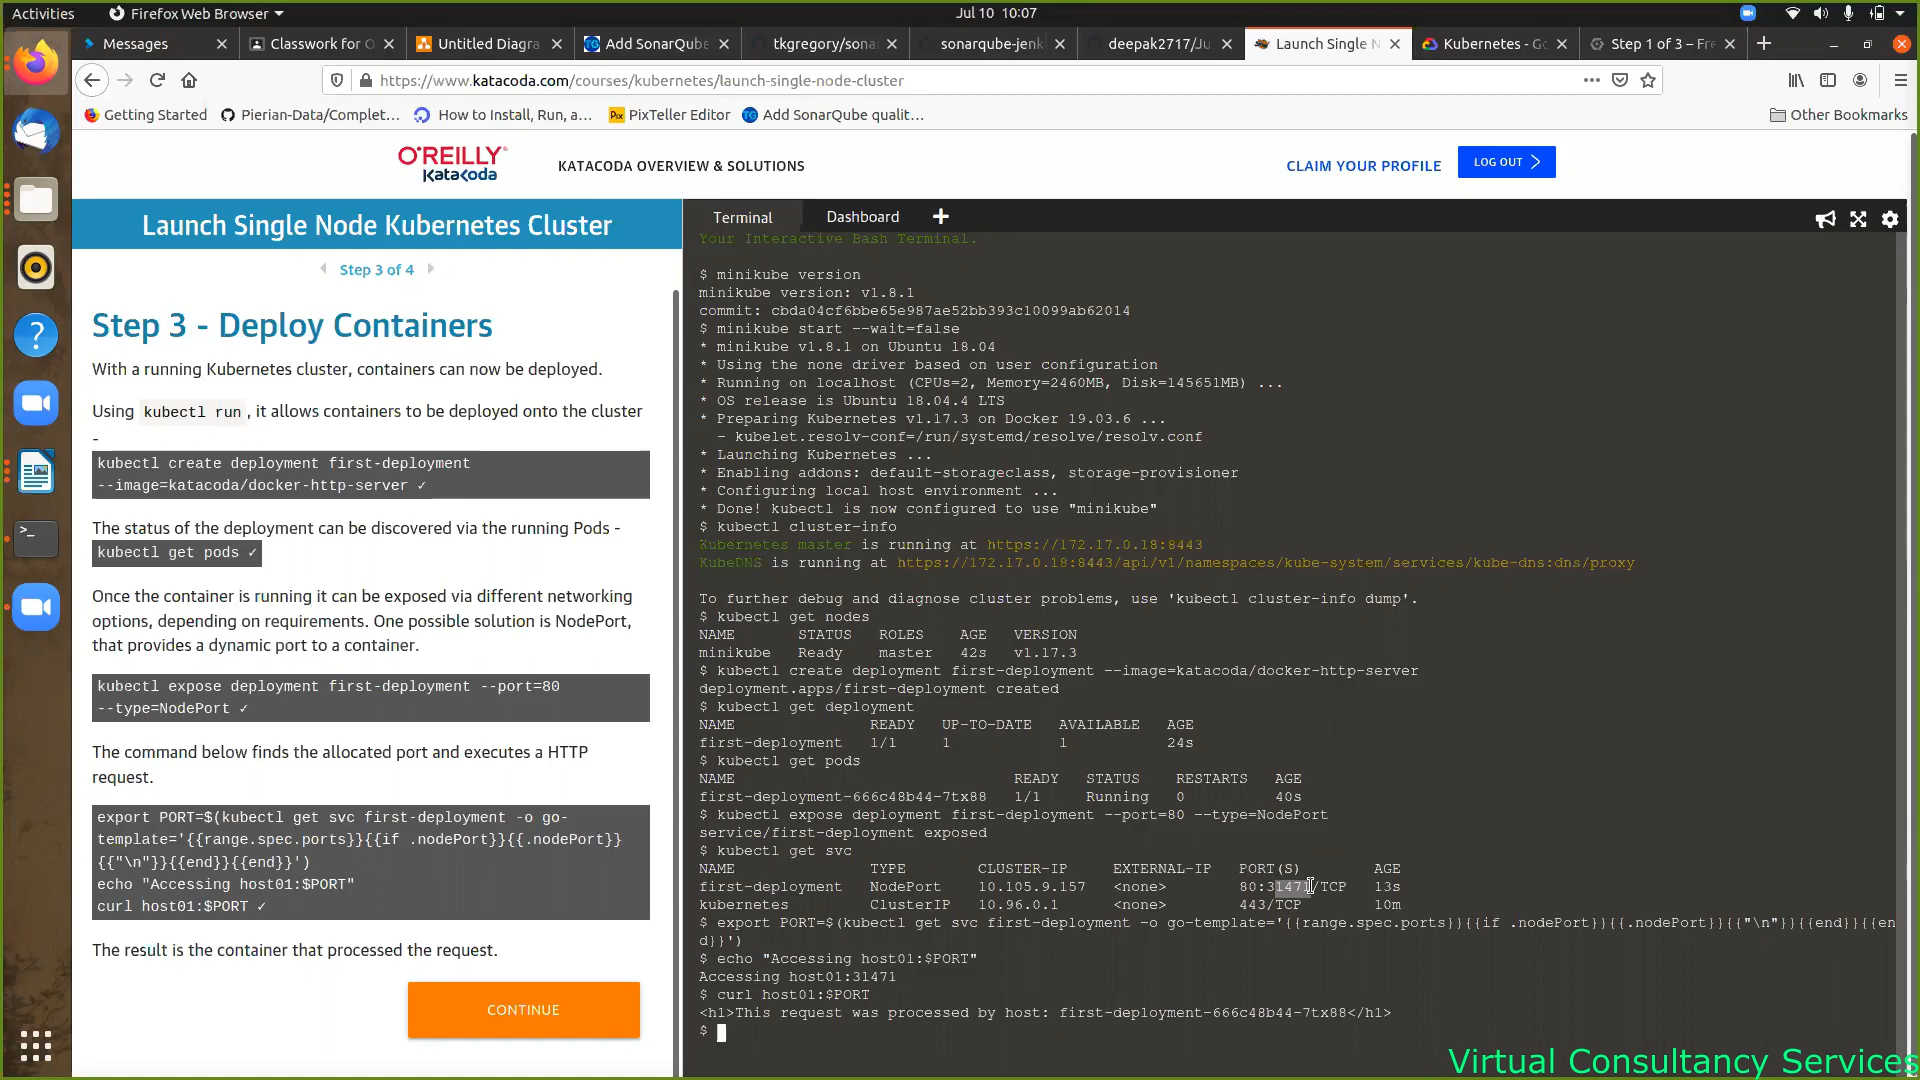 Activities
Firefox Web Browser
Jul 10 10:07
Messages
Classwork for C
Untitled Diagra
Add SonarQube
tkgregory/sona
sonarqube-jenk
deepak2717/Ju
Launch Single N
Kubernetes - Go
Step 1 of 3 – Fre
https://www.katacoda.com/courses/kubernetes/launch-single-node-cluster
Getting Started
Pierian-Data/Complet...
How to Install, Run, a...
PixTeller Editor
Add SonarQube qualit...
Other Bookmarks
O'REILLY
Katacoda
KATACODA OVERVIEW & SOLUTIONS
CLAIM YOUR PROFILE
LOG OUT
Launch Single Node Kubernetes Cluster
Step 3 of 4
Step 3 - Deploy Containers
With a running Kubernetes cluster, containers can now be deployed.
Using kubectl run, it allows containers to be deployed onto the cluster
-
kubectl create deployment first-deployment
--image=katacoda/docker-http-server ✓
The status of the deployment can be discovered via the running Pods -
kubectl get pods ✓
Once the container is running it can be exposed via different networking
options, depending on requirements. One possible solution is NodePort,
that provides a dynamic port to a container.
kubectl expose deployment first-deployment --port=80
--type=NodePort ✓
The command below finds the allocated port and executes a HTTP
request.
export PORT=$(kubectl get svc first-deployment -o go-
template='{{range.spec.ports}}{{if .nodePort}}{{.nodePort}}
{{"\n"}}{{end}}{{end}}')
echo "Accessing host01:$PORT"
curl host01:$PORT ✓
The result is the container that processed the request.
CONTINUE
Terminal
Dashboard
Your Interactive Bash Terminal.
$ minikube version
minikube version: v1.8.1
commit: cbda04cf6bbe65e987ae52bb393c10099ab62014
$ minikube start --wait=false
* minikube v1.8.1 on Ubuntu 18.04
* Using the none driver based on user configuration
* Running on localhost (CPUs=2, Memory=2460MB, Disk=145651MB) ...
* OS release is Ubuntu 18.04.4 LTS
* Preparing Kubernetes v1.17.3 on Docker 19.03.6 ...
- kubelet.resolv-conf=/run/systemd/resolve/resolv.conf
* Launching Kubernetes ...
* Enabling addons: default-storageclass, storage-provisioner
* Configuring local host environment ...
* Done! kubectl is now configured to use "minikube"
$ kubectl cluster-info
Kubernetes master is running at https://172.17.0.18:8443
KubeDNS is running at https://172.17.0.18:8443/api/v1/namespaces/kube-system/services/kube-dns:dns/proxy
To further debug and diagnose cluster problems, use 'kubectl cluster-info dump'.
$ kubectl get nodes
NAME STATUS ROLES AGE VERSION
minikube Ready master 42s v1.17.3
$ kubectl create deployment first-deployment --image=katacoda/docker-http-server
deployment.apps/first-deployment created
$ kubectl get deployment
NAME READY UP-TO-DATE AVAILABLE AGE
first-deployment 1/1 1 1 24s
$ kubectl get pods
NAME READY STATUS RESTARTS AGE
first-deployment-666c48b44-7tx88 1/1 Running 0 40s
$ kubectl expose deployment first-deployment --port=80 --type=NodePort
service/first-deployment exposed
$ kubectl get svc
NAME TYPE CLUSTER-IP EXTERNAL-IP PORT(S) AGE
first-deployment NodePort 10.105.9.157 <none> 80:31471/TCP 13s
kubernetes ClusterIP 10.96.0.1 <none> 443/TCP 10m
$ export PORT=$(kubectl get svc first-deployment -o go-template='{{range.spec.ports}}{{if .nodePort}}{{.nodePort}}{{"\n"}}{{end}}{{en
d}}')
$ echo "Accessing host01:$PORT"
Accessing host01:31471
$ curl host01:$PORT
<h1>This request was processed by host: first-deployment-666c48b44-7tx88</h1>
$
Virtual Consultancy Services